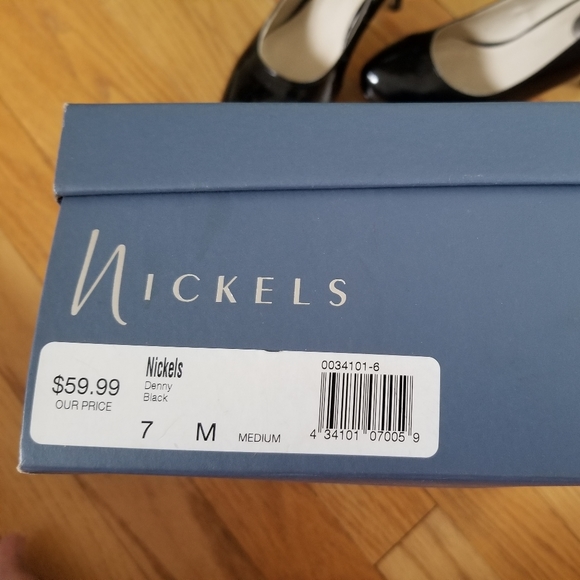 NICKELS
$59.99
OUR PRICE
Nickels
Denny
Black
7 M MEDIUM
0034101-6
4 34101 07005 9